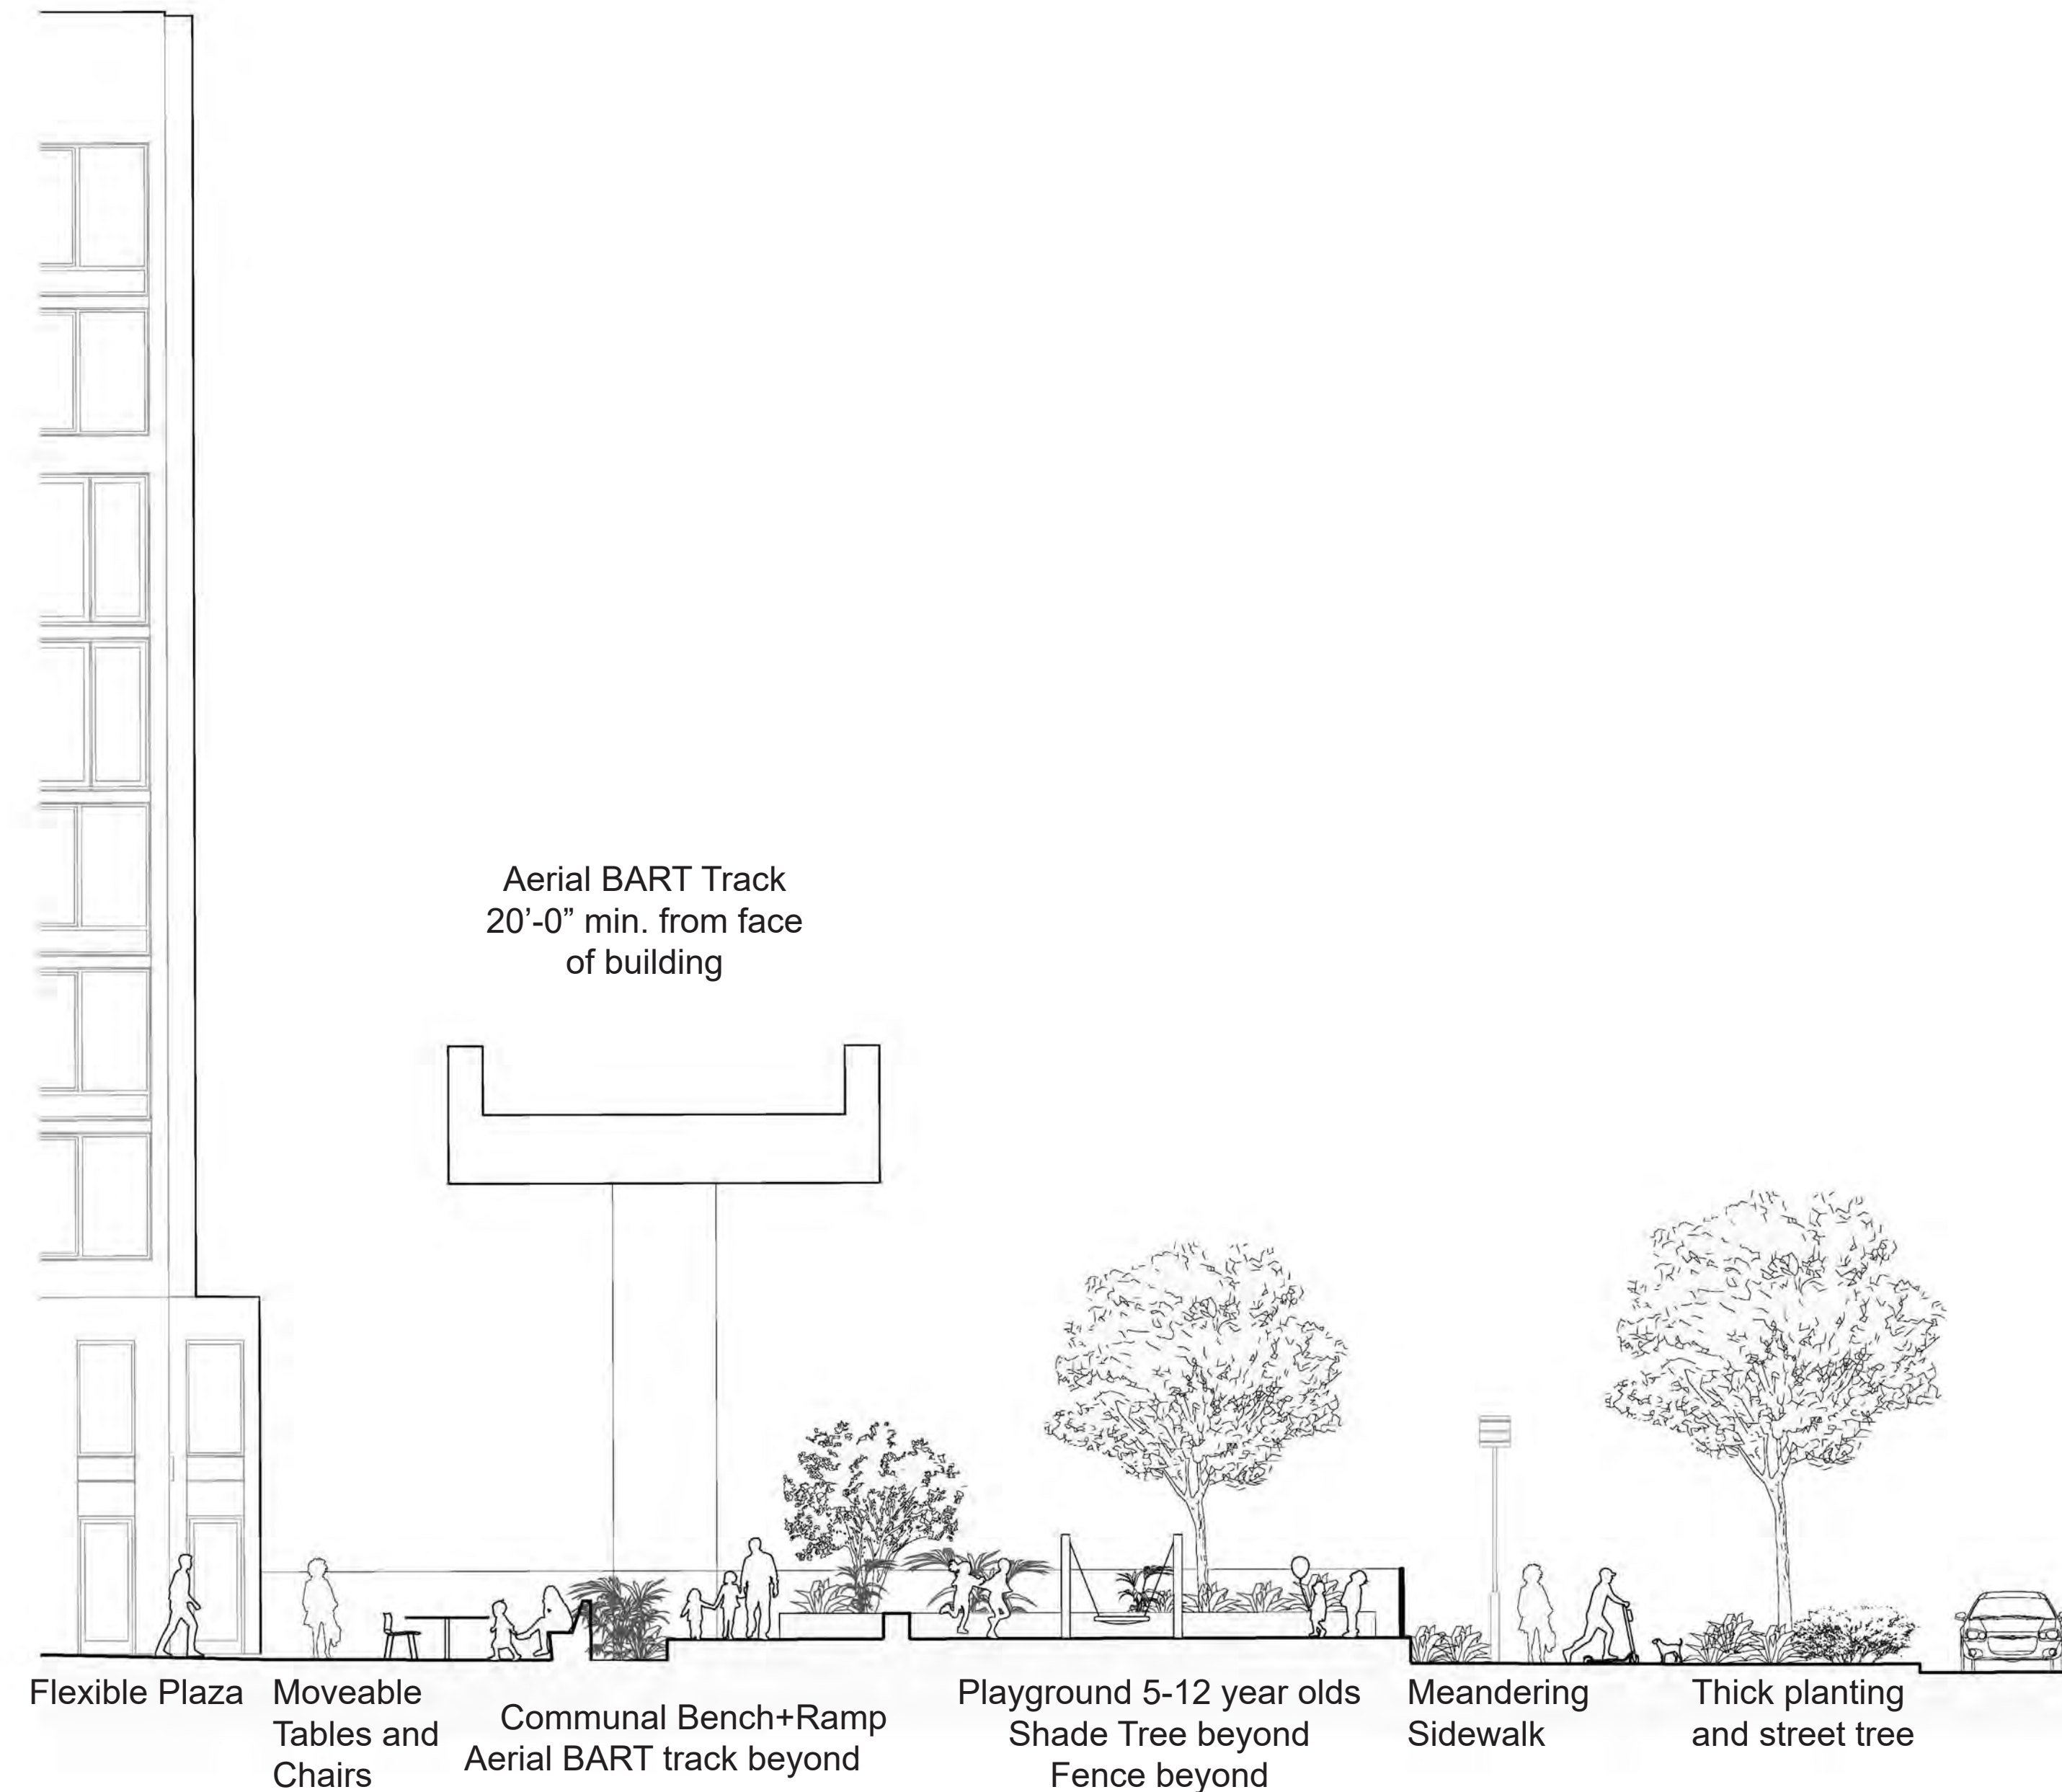 Aerial BART Track
20’-0” min. from face
of building
Flexible Plaza
Moveable
Tables and
Chairs
Communal Bench+Ramp
Aerial BART track beyond
Playground 5-12 year olds
Shade Tree beyond
Fence beyond
Meandering
Sidewalk
Thick planting
and street tree